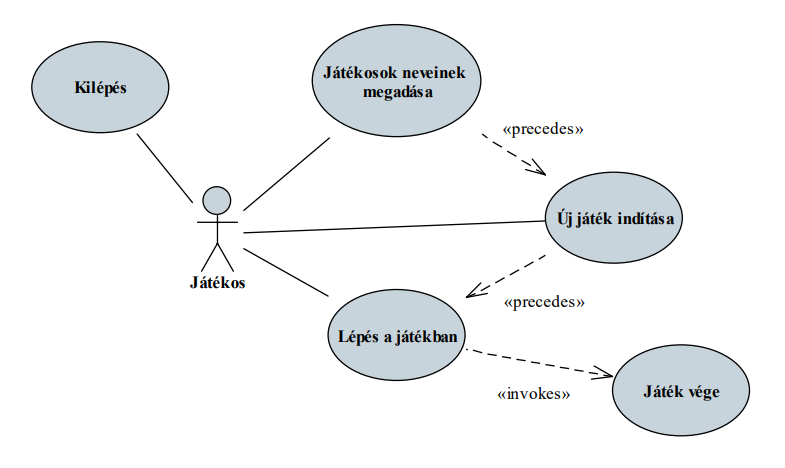 Kilépés
Játékosok neveinek
megadása
«precedes»
Új játék indítása
Játékos
«precedes»
Lépés a játékban
«invokes»
Játék vége